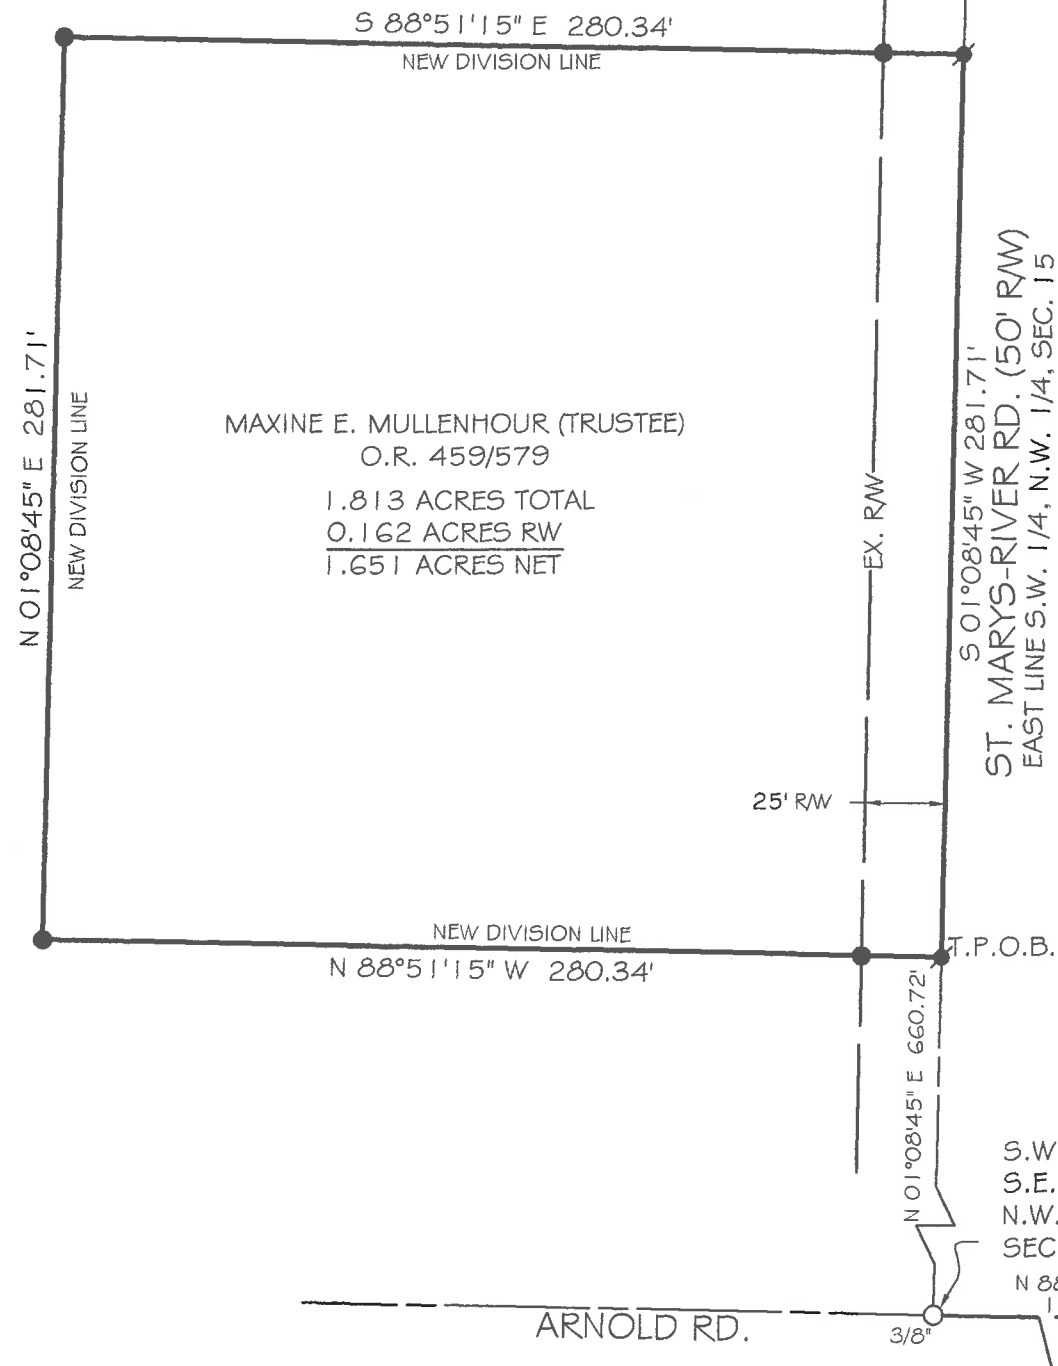 S 88°51'15" E 280.34'
NEW DIVISION LINE
N 01°08'45" E 281.71'
NEW DIVISION LINE
MAXINE E. MULLENHOUR (TRUSTEE)
O.R. 459/579
1.813 ACRES TOTAL
0.162 ACRES RW
1.651 ACRES NET
EX. R/W
S 01°08'45" W 281.71'
ST. MARYS-RIVER RD. (50' R/W)
EAST LINE S.W. 1/4, N.W. 1/4, SEC. 15
25' R/W
NEW DIVISION LINE
N 88°51'15" W 280.34'
T.P.O.B.
N 01°08'45" E 660.72'
S.W
S.E.
N.W.
SEC
N 88
ARNOLD RD.
3/8"